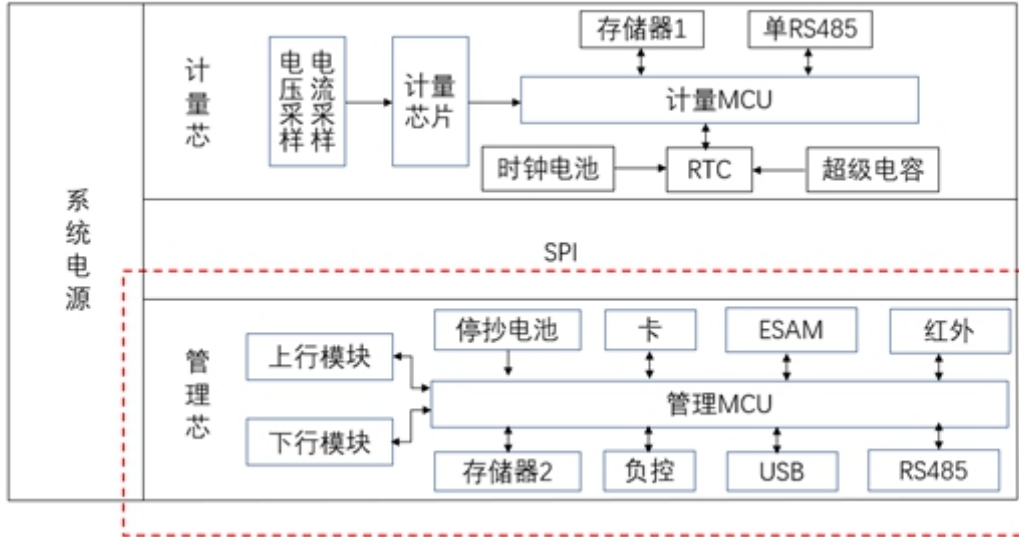 系统电源
计量芯
电压采样
电流采样
计量芯片
存储器1
单RS485
计量MCU
时钟电池
RTC
超级电容
SPI
管理芯
上行模块
下行模块
停抄电池
卡
ESAM
红外
管理MCU
存储器2
负控
USB
RS485